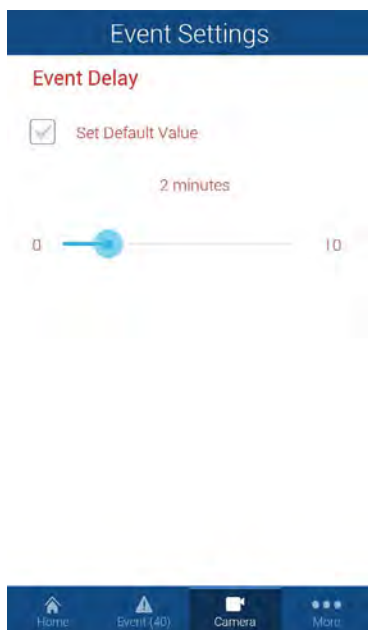 Event Settings
Event Delay
Set Default Value
2 minutes
0 10
Home Event (40) Camera More